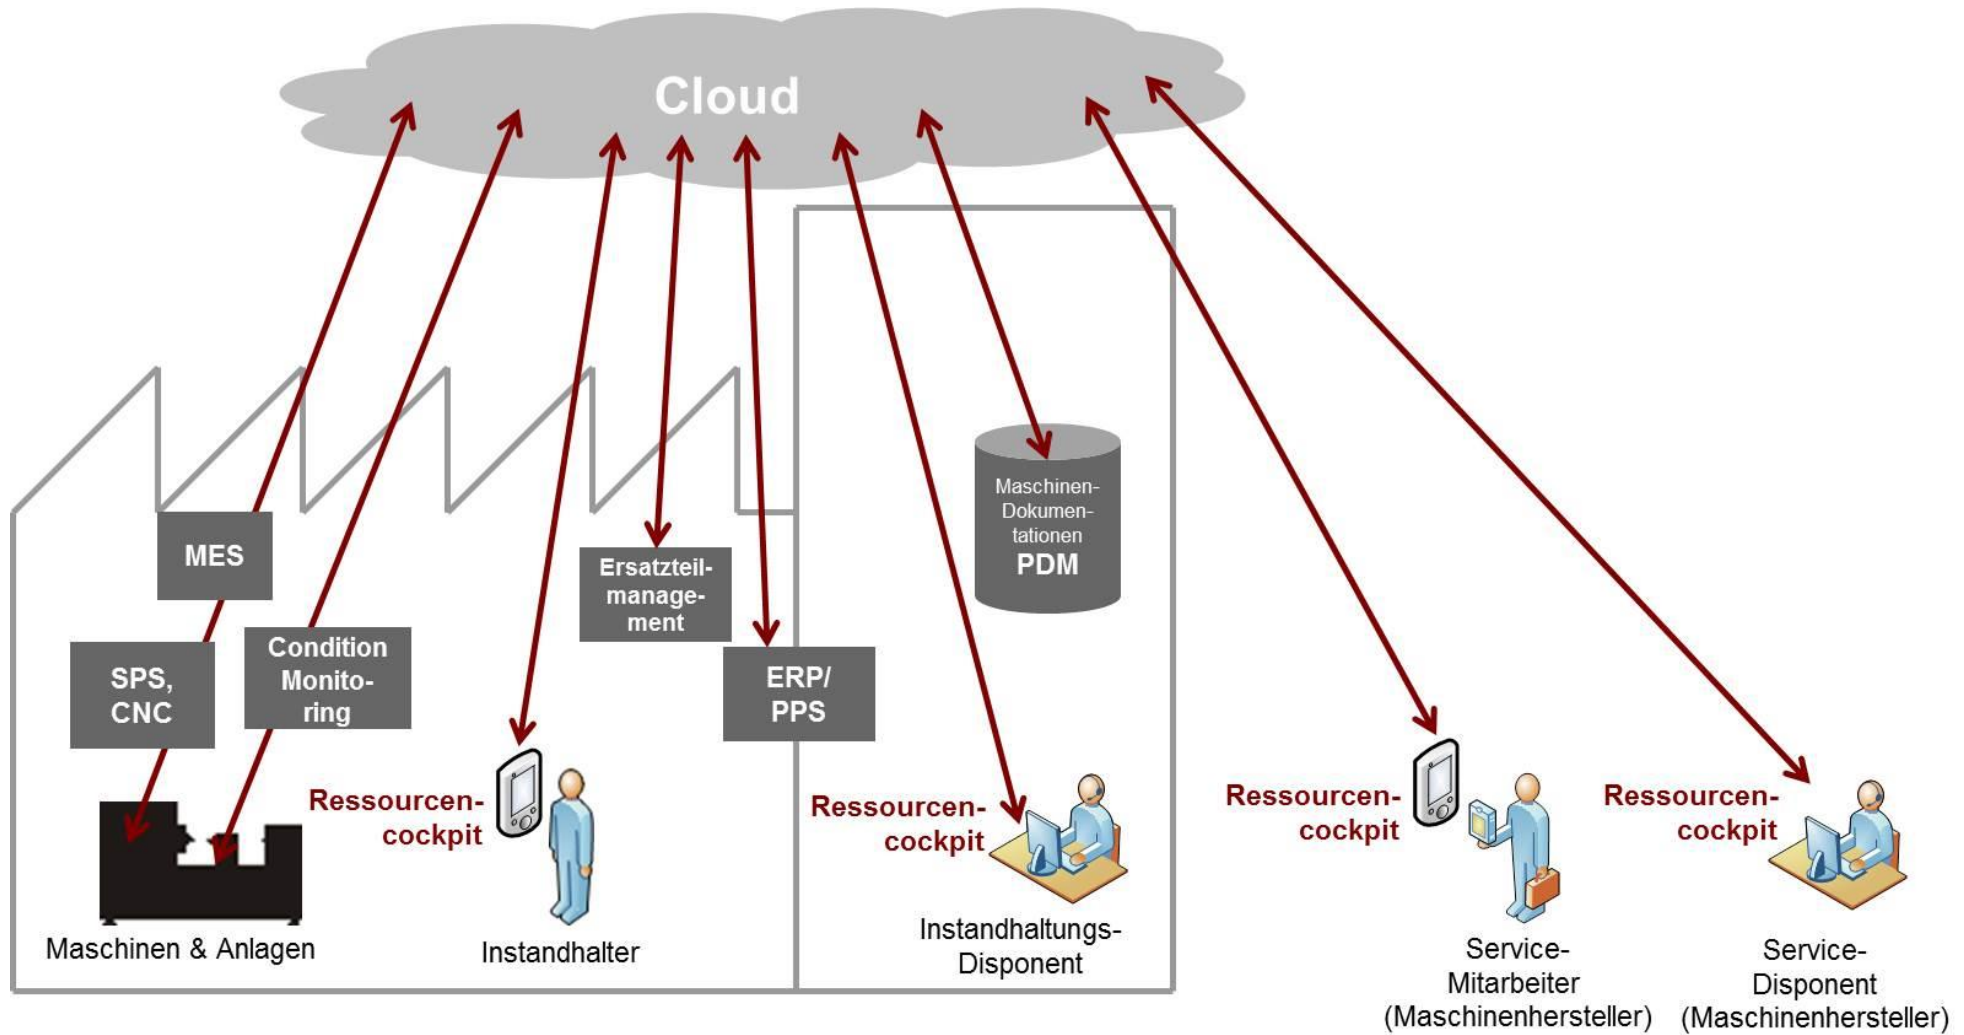 Cloud
MES
SPS,
CNC
Condition
Monito-
ring
Ersatzteil-
manage-
ment
ERP/
PPS
Maschinen-
Dokumen-
tationen
PDM
Ressourcen-
cockpit
Ressourcen-
cockpit
Ressourcen-
cockpit
Ressourcen-
cockpit
Maschinen & Anlagen
Instandhalter
Instandhaltungs-
Disponent
Service-
Mitarbeiter
(Maschinenhersteller)
Service-
Disponent
(Maschinenhersteller)